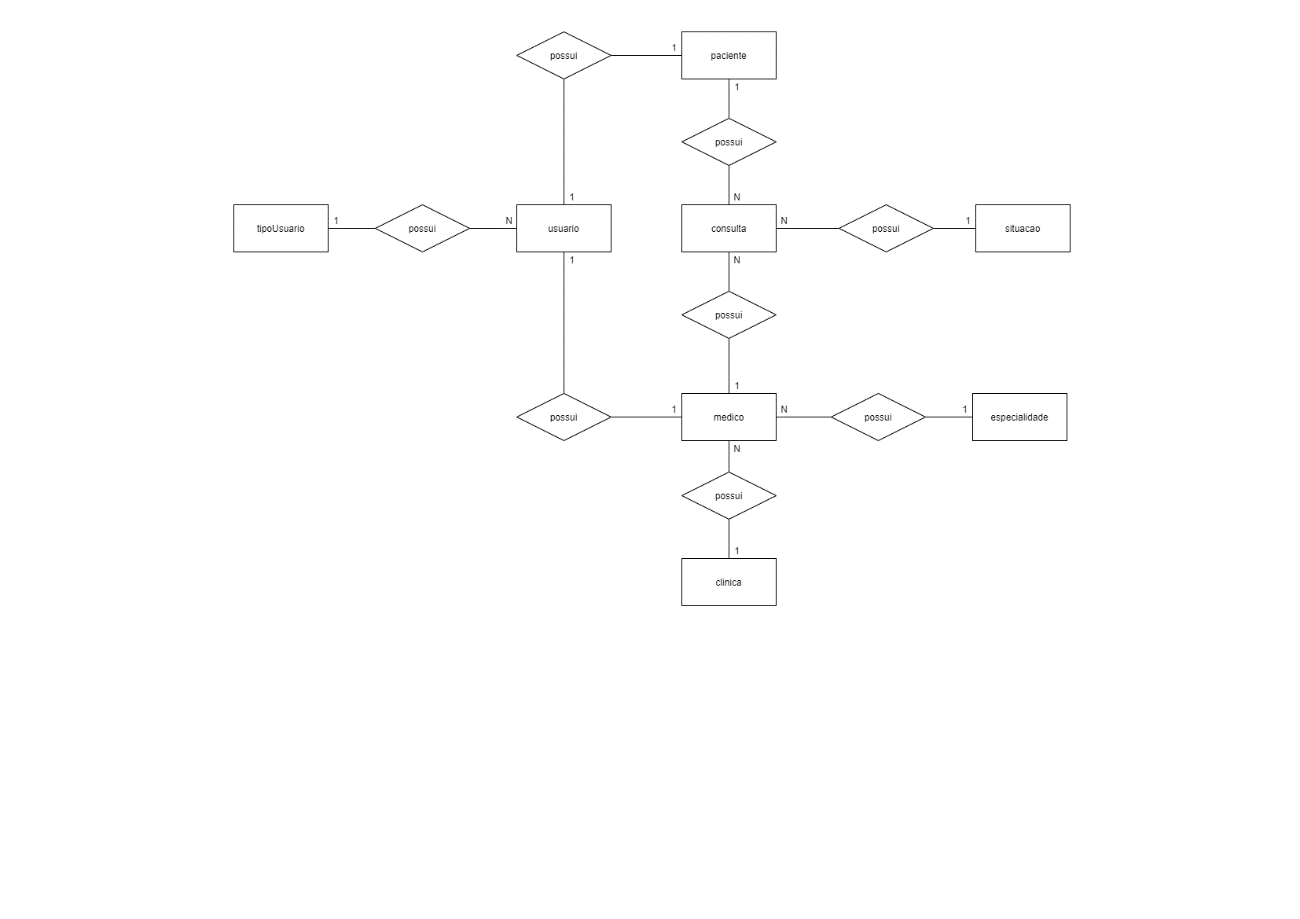 possui
1
paciente
1
possui
1
N
tipoUsuario
1
possui
N
usuario
consulta
N
possui
1
situacao
1
N
possui
1
possui
1
medico
N
possui
1
especialidade
N
possui
1
clinica